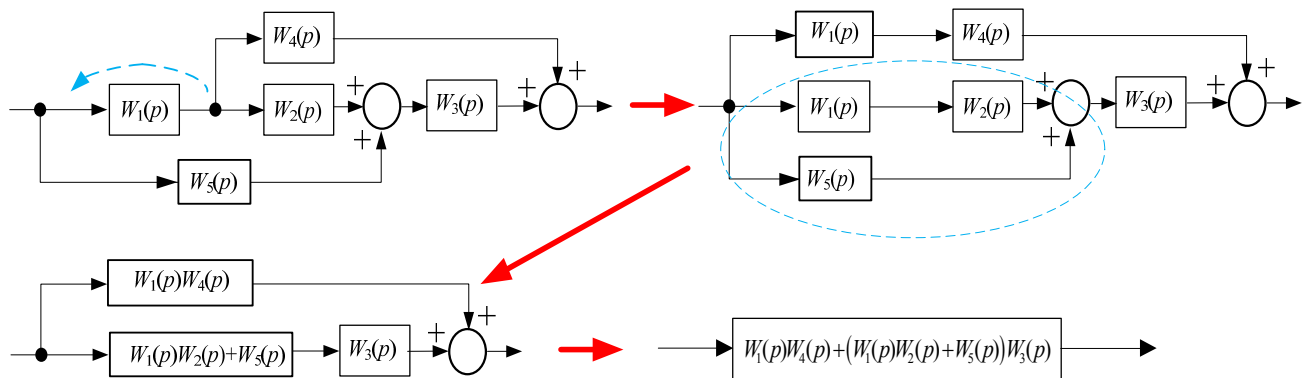 W₄(p)
W₁(p)
W₂(p)
+
+
W₃(p)
+
+
W₅(p)
W₁(p)
W₄(p)
W₁(p)
W₂(p)
+
+
W₃(p)
+
+
W₅(p)
W₁(p)W₄(p)
W₁(p)W₂(p)+W₅(p)
W₃(p)
+
+
W₁(p)W₄(p)+(W₁(p)W₂(p)+W₅(p))W₃(p)